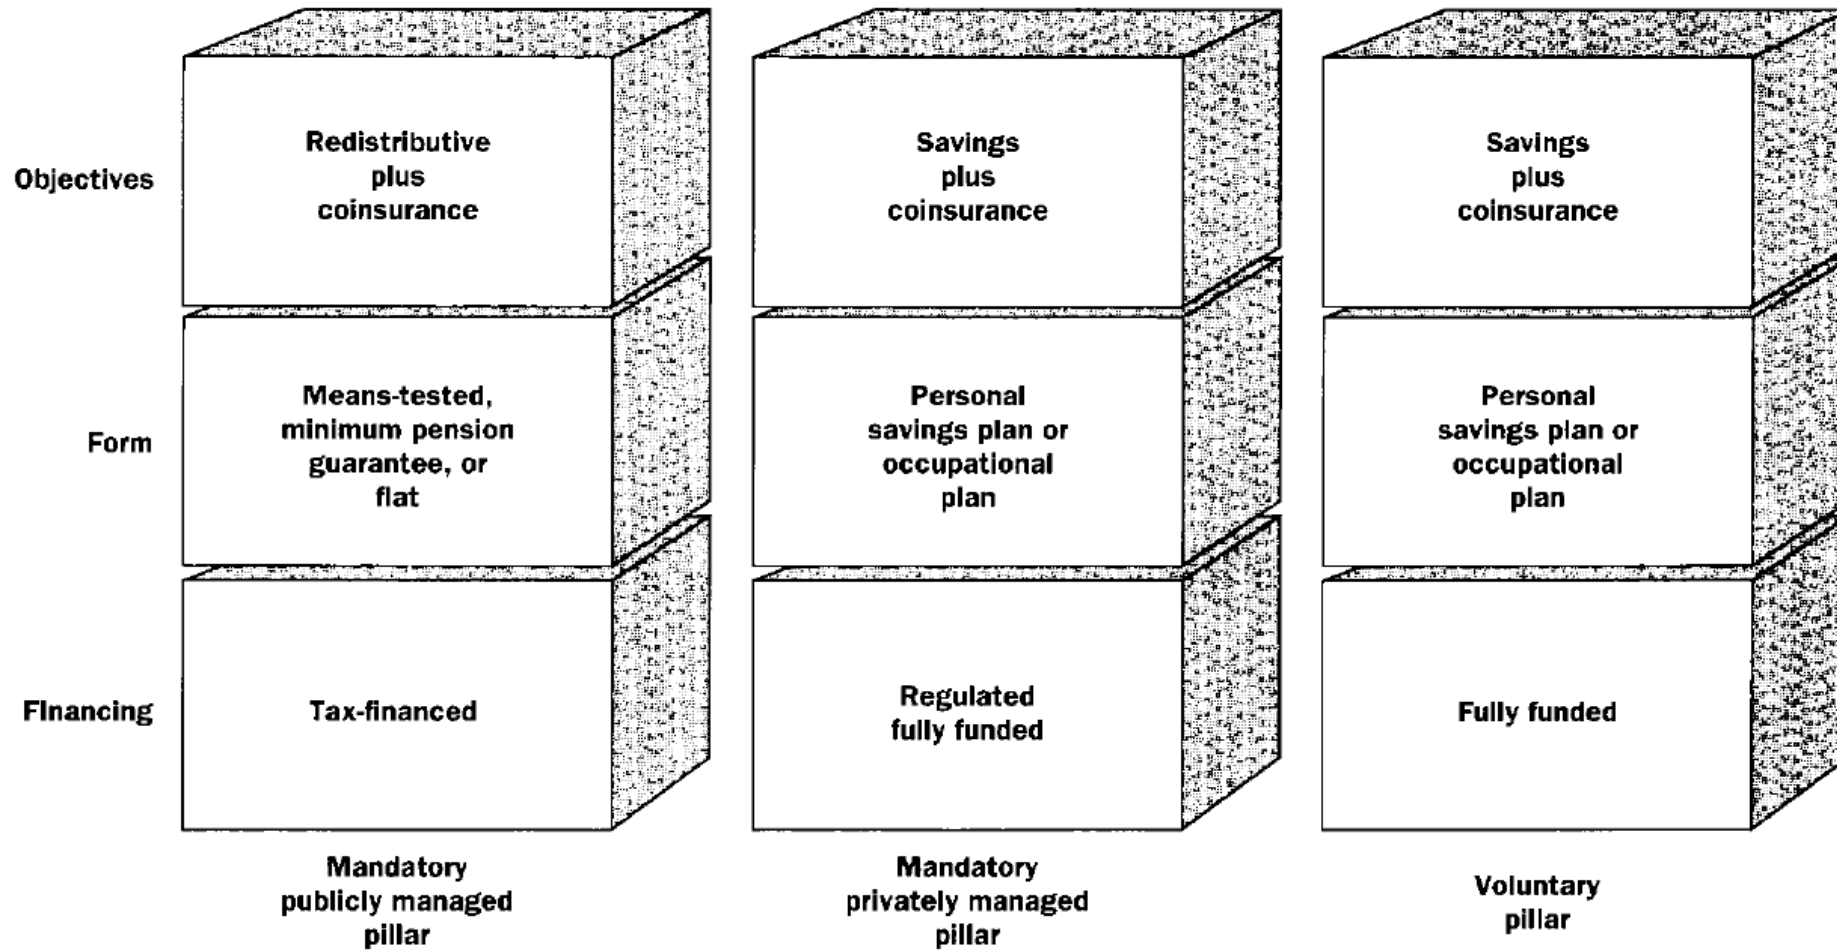 Objectives
Redistributive
plus
coinsurance
Savings
plus
coinsurance
Savings
plus
coinsurance
Form
Means-tested,
minimum pension
guarantee, or
flat
Personal
savings plan or
occupational
plan
Personal
savings plan or
occupational
plan
Financing
Tax-financed
Regulated
fully funded
Fully funded
Mandatory
publicly managed
pillar
Mandatory
privately managed
pillar
Voluntary
pillar